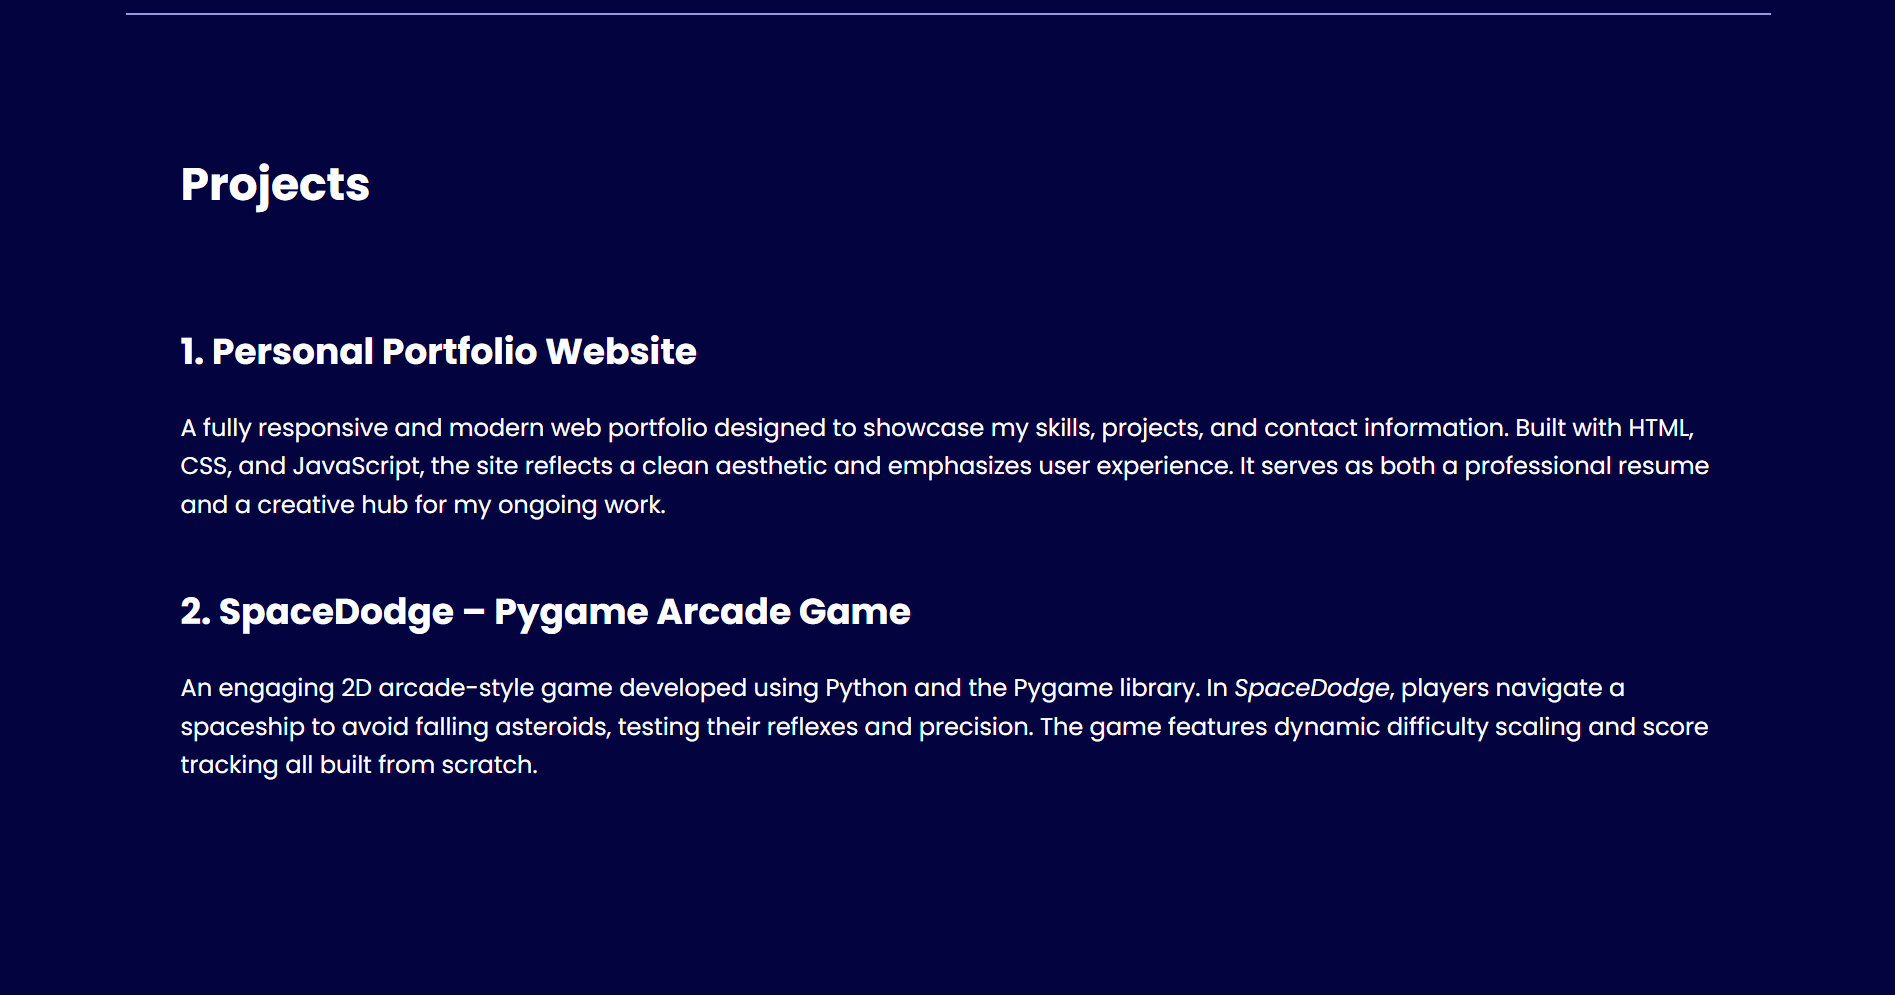 Projects
1. Personal Portfolio Website
A fully responsive and modern web portfolio designed to showcase my skills, projects, and contact information. Built with HTML,
CSS, and JavaScript, the site reflects a clean aesthetic and emphasizes user experience. It serves as both a professional resume
and a creative hub for my ongoing work.
2. SpaceDodge – Pygame Arcade Game
An engaging 2D arcade-style game developed using Python and the Pygame library. In SpaceDodge, players navigate a
spaceship to avoid falling asteroids, testing their reflexes and precision. The game features dynamic difficulty scaling and score
tracking all built from scratch.